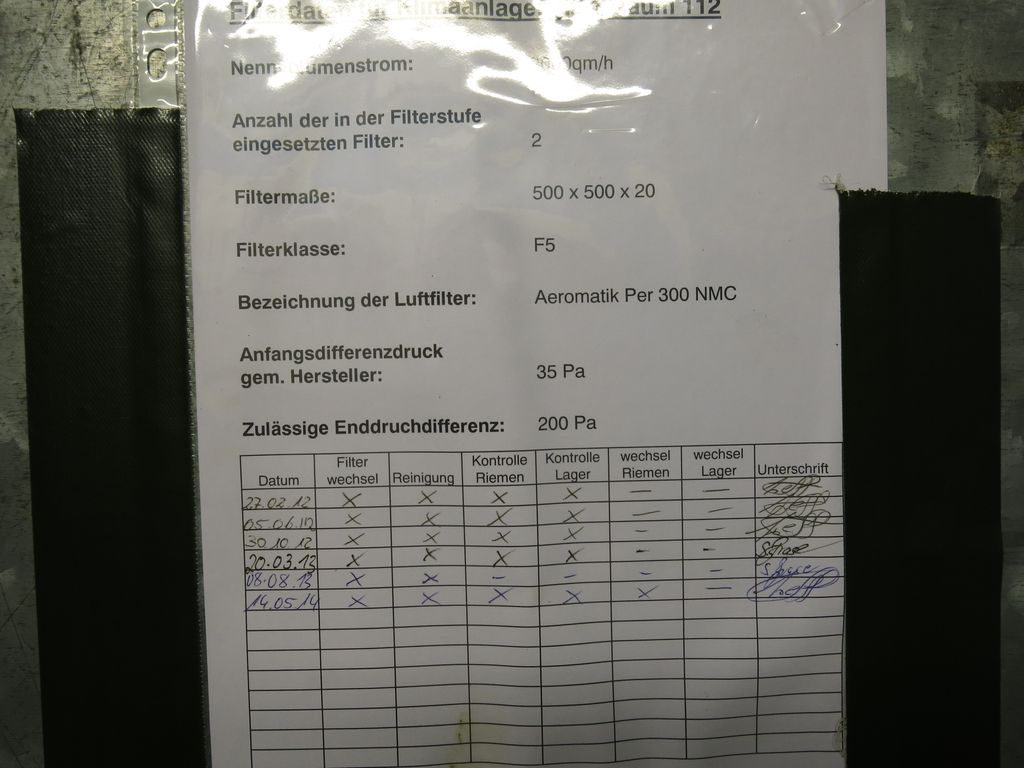 Klimaanlage 112
0qm/h
Anzahl der in der Filterstufe
eingesetzten Filter: 2
Filtermaße: 500 x 500 x 20
Filterklasse: F5
Bezeichnung der Luftfilter: Aeromatik Per 300 NMC
Anfangsdifferenzdruck
gem. Hersteller: 35 Pa
Zulässige Enddruchdifferenz: 200 Pa
Datum Filter wechsel Reinigung Kontrolle Riemen Kontrolle Lager wechsel Riemen wechsel Lager Unterschrift
27.02.12 X X X X — —
05.06.12 X X X X — —
30.10.12 X X X X – –
20.03.13 X X X X - -
08.08.13 X X – – – –
14.05.14 X X X X X —